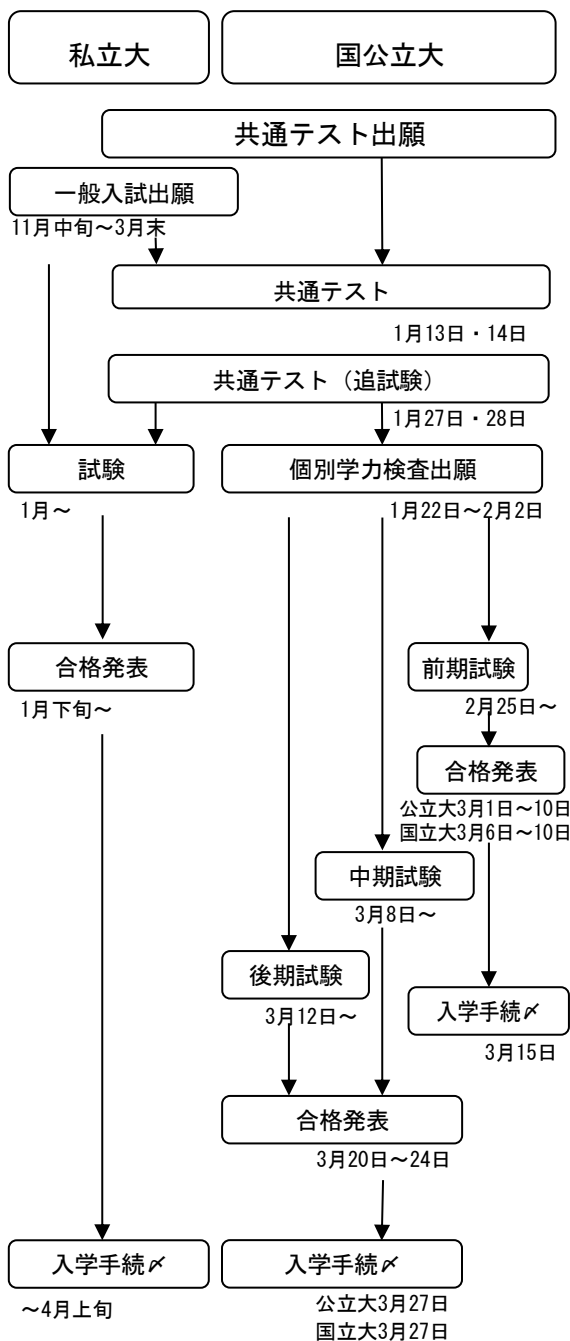 私立大
国公立大
共通テスト出願
一般入試出願
11月中旬～3月末
共通テスト
1月13日・14日
共通テスト（追試験）
1月27日・28日
試験
個別学力検査出願
1月～
1月22日～2月2日
合格発表
前期試験
1月下旬～
2月25日～
合格発表
公立大3月1日～10日
国立大3月6日～10日
中期試験
3月8日～
後期試験
3月12日～
入学手続〆
3月15日
合格発表
3月20日～24日
入学手続〆
入学手続〆
～4月上旬
公立大3月27日
国立大3月27日